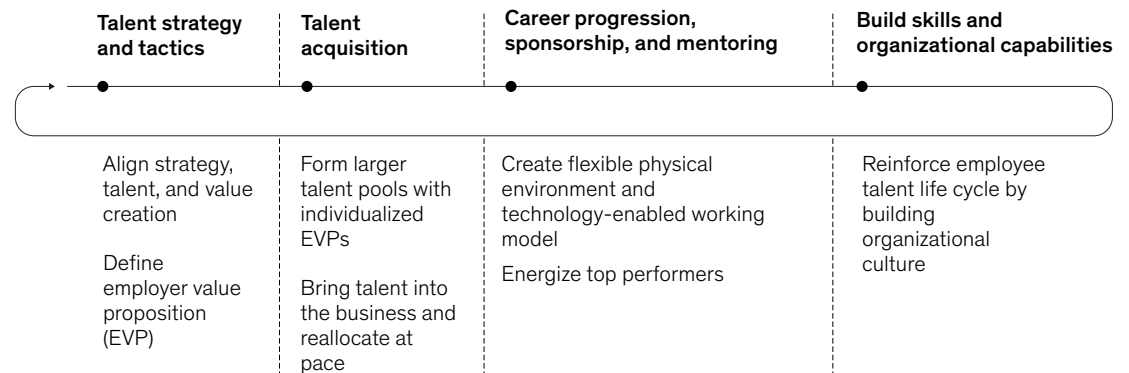 Talent strategy
and tactics
Talent
acquisition
Career progression,
sponsorship, and mentoring
Build skills and
organizational capabilities
Align strategy,
talent, and value
creation
Define
employer value
proposition
(EVP)
Form larger
talent pools with
individualized
EVPs
Bring talent into
the business and
reallocate at
pace
Create flexible physical
environment and
technology-enabled working
model
Energize top performers
Reinforce employee
talent life cycle by
building
organizational
culture